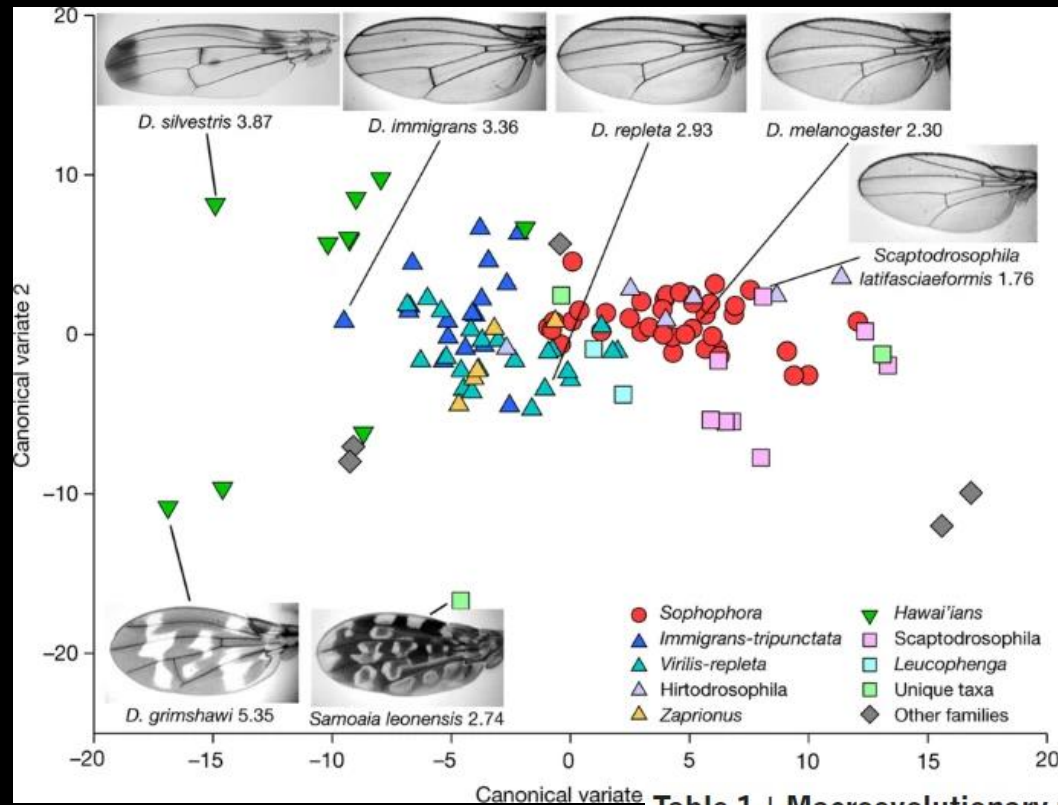 20
10
0
−10
−20
Canonical variate 2
D. silvestris 3.87
D. immigrans 3.36
D. repleta 2.93
D. melanogaster 2.30
Scaptodrosophila
latifasciaeformis 1.76
D. grimshawi 5.35
Samoaia leonensis 2.74
Sophophora
Immigrans-tripunctata
Virilis-repleta
Hirtodrosophila
Zaprionus
Hawai'ians
Scaptodrosophila
Leucophenga
Unique taxa
Other families
−20 −15 −10 −5 0 5 10 15 20
Canonical variate
Table 1 | Macroevolutionary